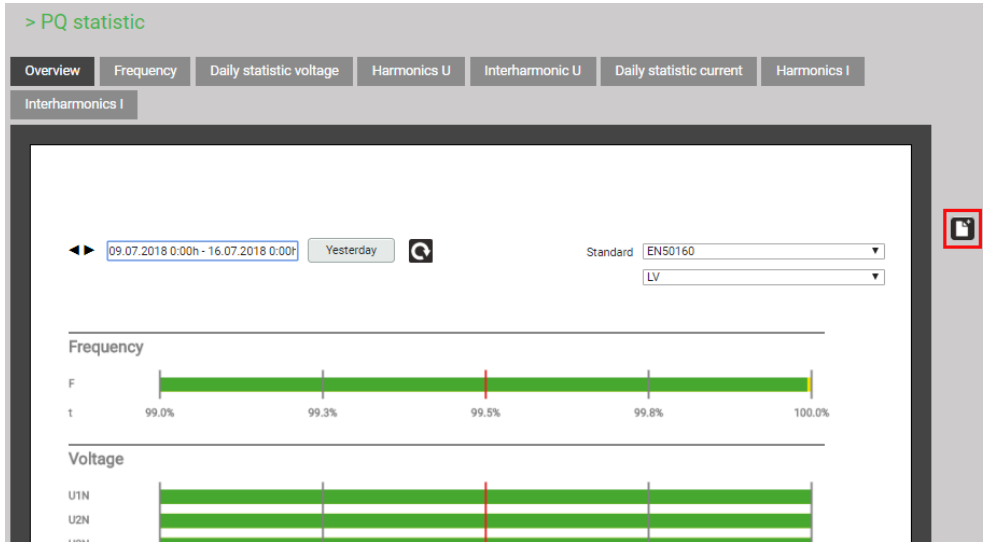 > PQ statistic
Overview Frequency Daily statistic voltage Harmonics U Interharmonic U Daily statistic current Harmonics I
Interharmonics I
09.07.2018 0:00h - 16.07.2018 0:00h Yesterday Standard EN50160
LV
Frequency
F
t 99.0% 99.3% 99.5% 99.8% 100.0%
Voltage
U1N
U2N